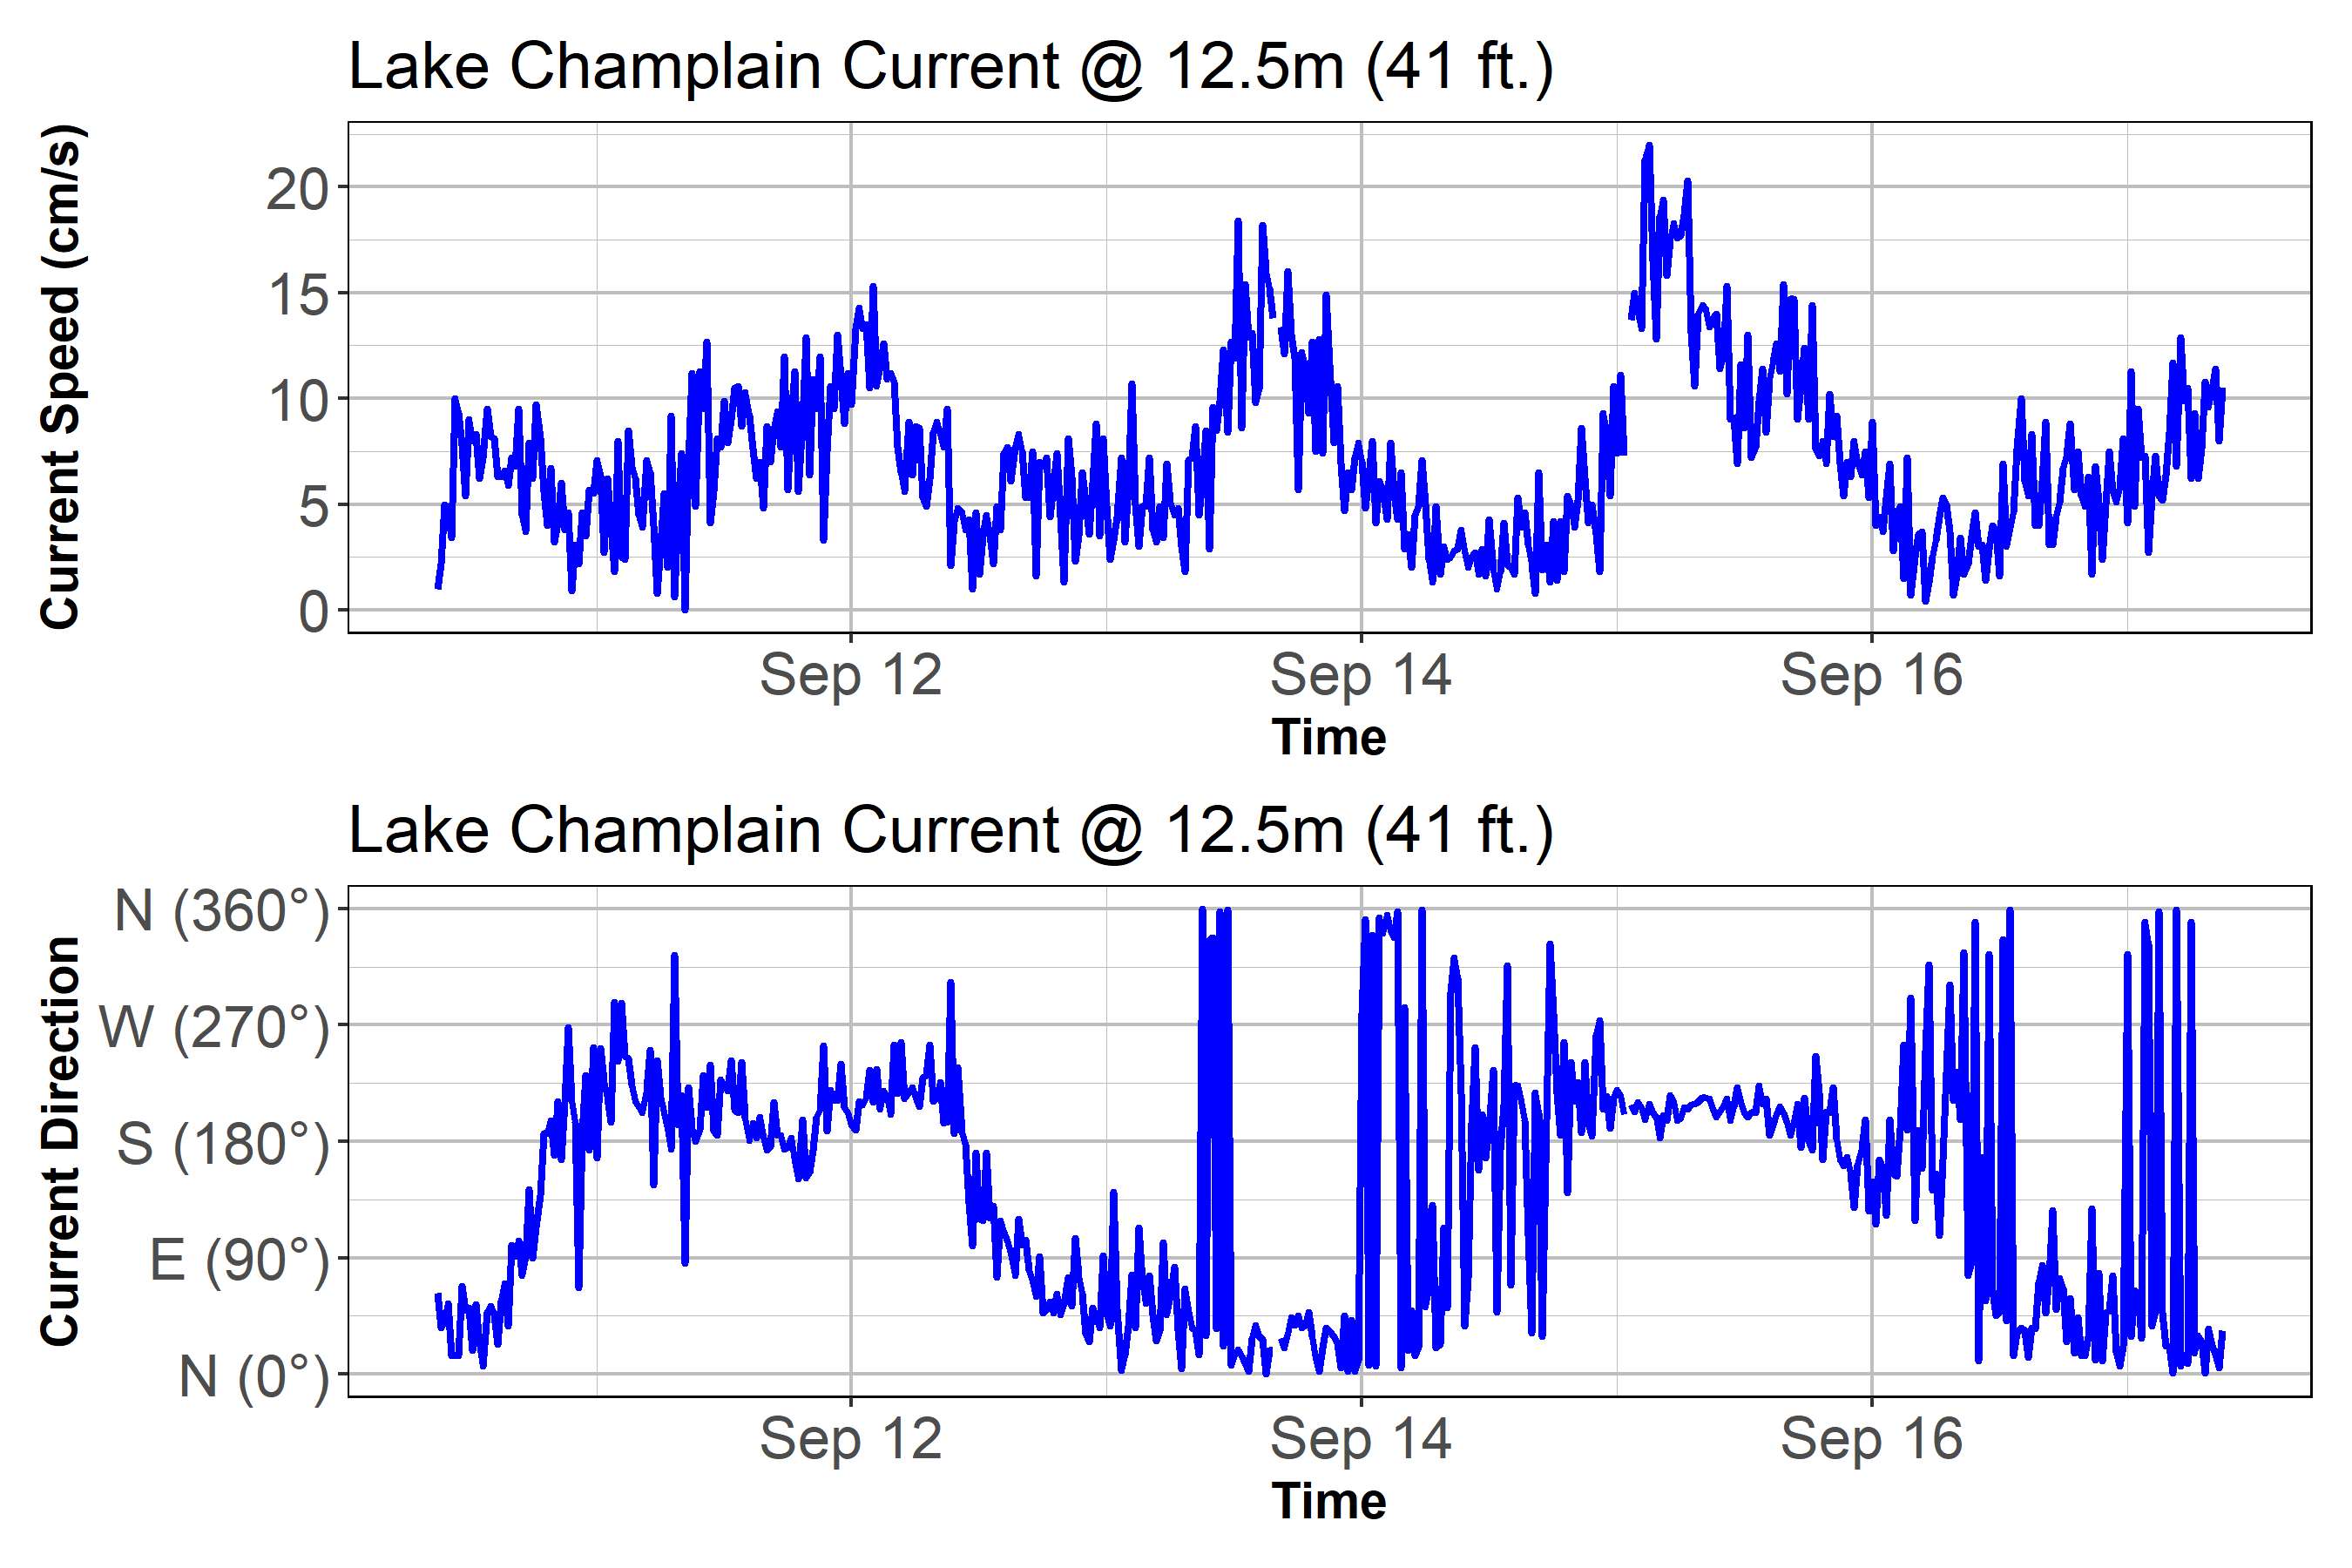 Lake Champlain Current @ 12.5m (41 ft.)
Current Speed (cm/s)
20
15
10
5
0
Sep 12 Sep 14 Sep 16
Time
Lake Champlain Current @ 12.5m (41 ft.)
Current Direction
N (360°)
W (270°)
S (180°)
E (90°)
N (0°)
Sep 12 Sep 14 Sep 16
Time